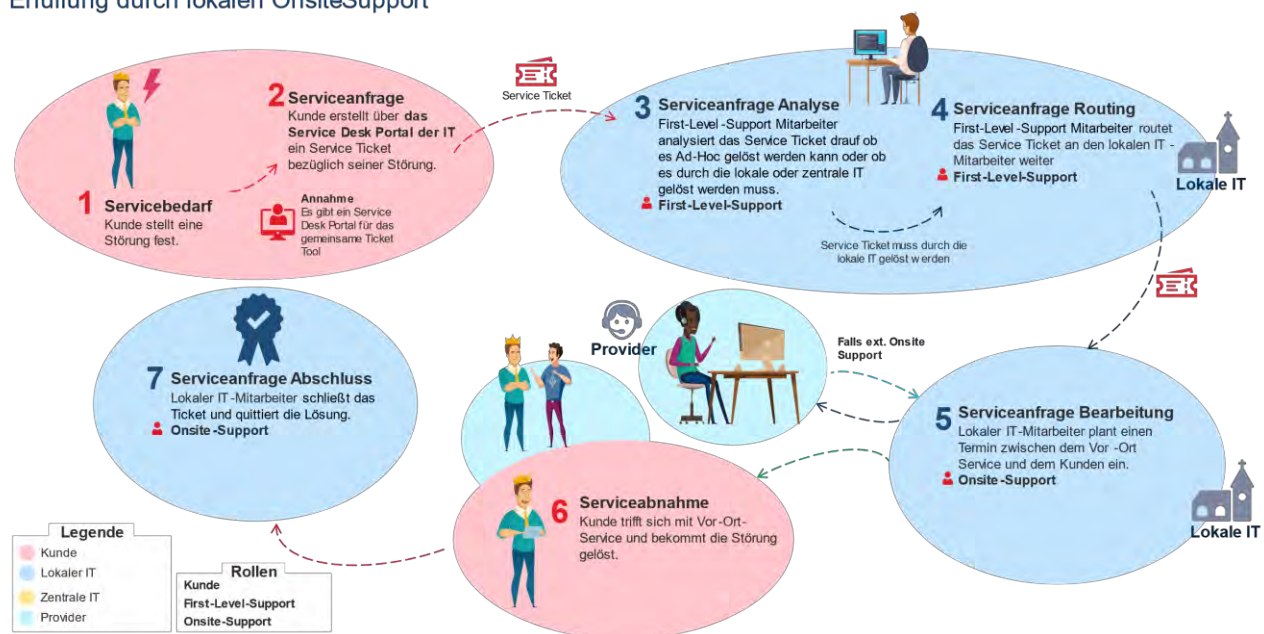 Erfüllung durch lokalen OnsiteSupport
1 Servicebedarf
Kunde stellt eine
Störung fest.
2 Serviceanfrage
Kunde erstellt über das
Service Desk Portal der IT
ein Service Ticket
bezüglich seiner Störung.
Annahme
Es gibt ein Service
Desk Portal für das
gemeinsame Ticket
Tool
Service Ticket
3 Serviceanfrage Analyse
First-Level-Support Mitarbeiter
analysiert das Service Ticket drauf ob
es Ad-Hoc gelöst werden kann oder ob
es durch die lokale oder zentrale IT
gelöst werden muss.
First-Level-Support
Service Ticket muss durch die
lokale IT gelöst werden
4 Serviceanfrage Routing
First-Level-Support Mitarbeiter routet
das Service Ticket an den lokalen IT-
Mitarbeiter weiter
First-Level-Support
Lokale IT
Provider
Falls ext. Onsite
Support
5 Serviceanfrage Bearbeitung
Lokaler IT-Mitarbeiter plant einen
Termin zwischen dem Vor-Ort
Service und dem Kunden ein.
Onsite-Support
Lokale IT
6 Serviceabnahme
Kunde trifft sich mit Vor-Ort-
Service und bekommt die Störung
gelöst.
7 Serviceanfrage Abschluss
Lokaler IT-Mitarbeiter schließt das
Ticket und quittiert die Lösung.
Onsite-Support
Legende
Kunde
Lokaler IT
Zentrale IT
Provider
Rollen
Kunde
First-Level-Support
Onsite-Support